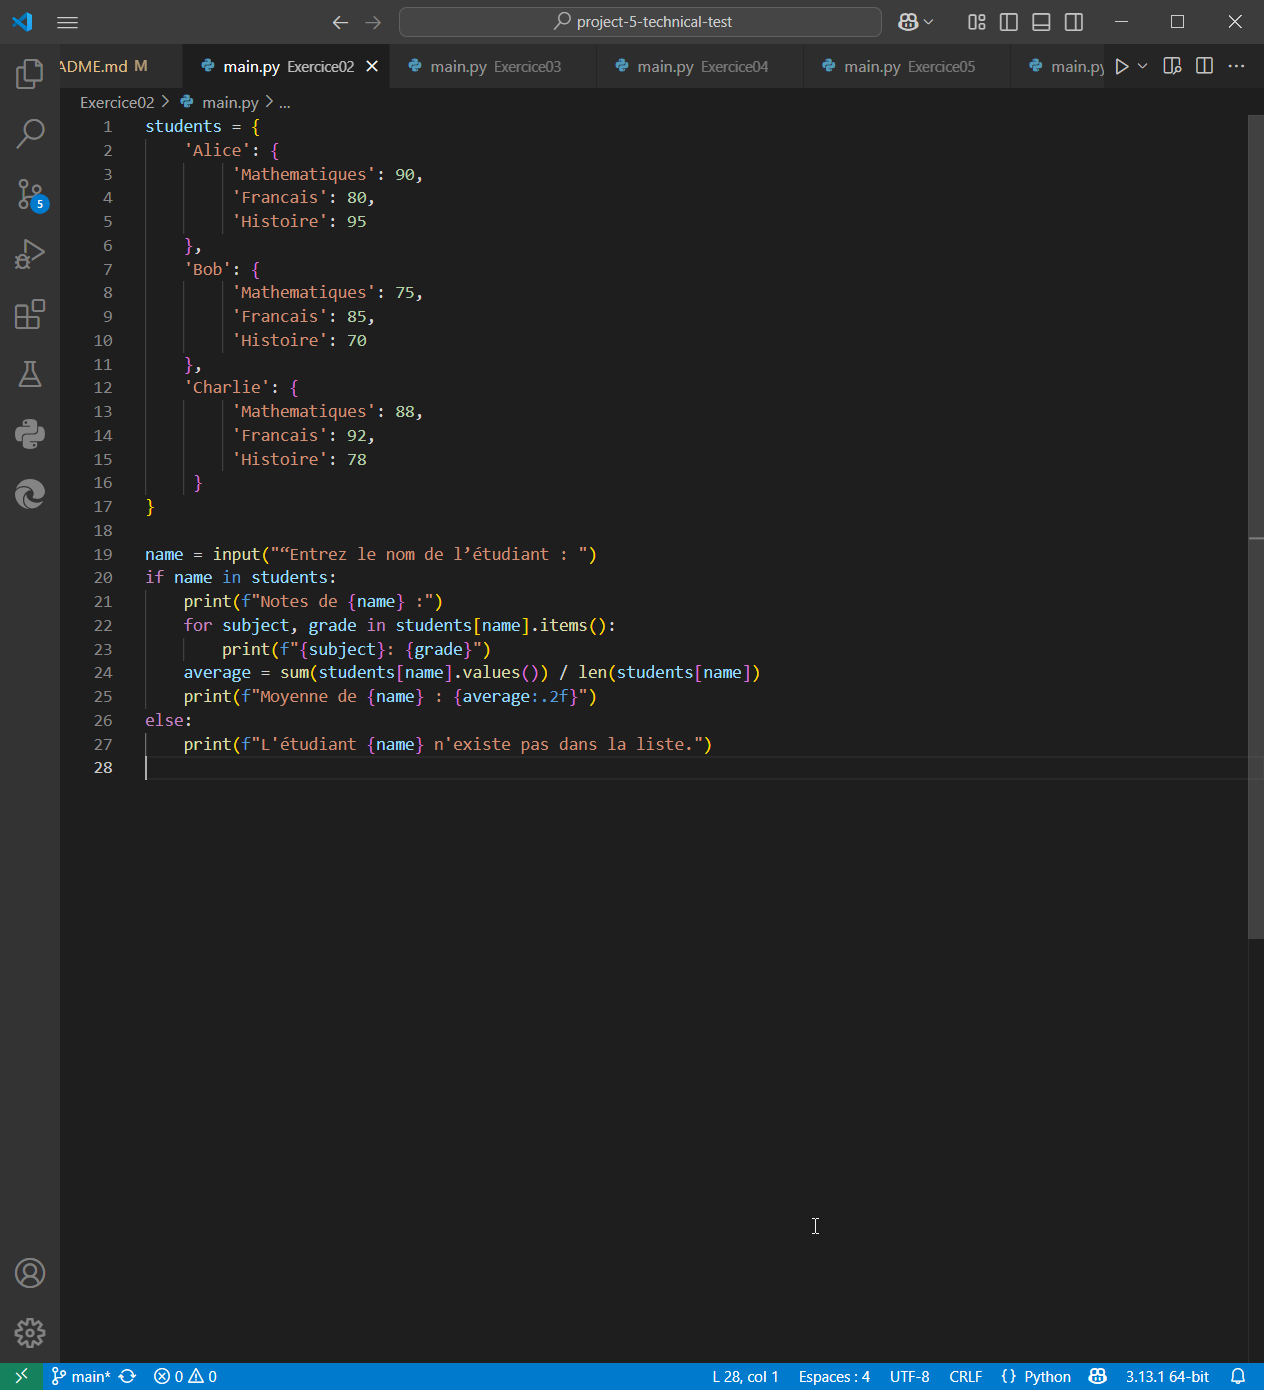 project-5-technical-test
ADME.md M
main.py Exercice02
main.py Exercice03
main.py Exercice04
main.py Exercice05
main.py
Exercice02 > main.py > ...
1 students = {
2 'Alice': {
3 'Mathematiques': 90,
4 'Francais': 80,
5 'Histoire': 95
6 },
7 'Bob': {
8 'Mathematiques': 75,
9 'Francais': 85,
10 'Histoire': 70
11 },
12 'Charlie': {
13 'Mathematiques': 88,
14 'Francais': 92,
15 'Histoire': 78
16 }
17 }
18
19 name = input("“Entrez le nom de l’étudiant : ")
20 if name in students:
21 print(f"Notes de {name} :")
22 for subject, grade in students[name].items():
23 print(f"{subject}: {grade}")
24 average = sum(students[name].values()) / len(students[name])
25 print(f"Moyenne de {name} : {average:.2f}")
26 else:
27 print(f"L'étudiant {name} n'existe pas dans la liste.")
28
5
main* 0 0 L 28, col 1 Espaces : 4 UTF-8 CRLF {} Python 3.13.1 64-bit